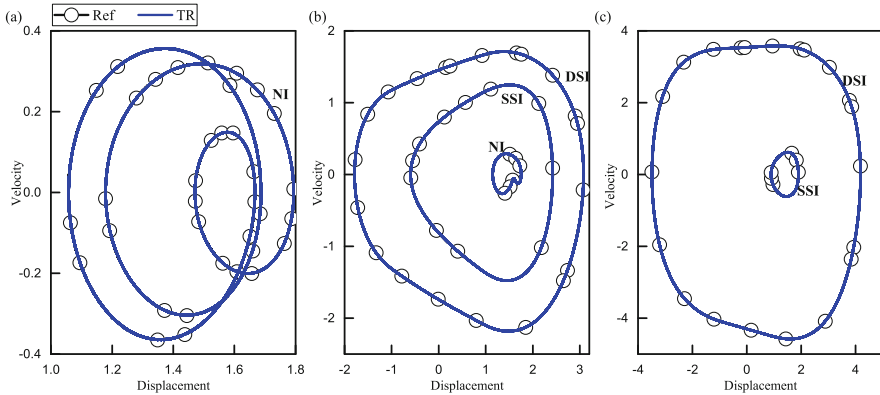 (a)
Ref
TR
(b)
(c)
0.4
0.2
0.0
-0.2
-0.4
Velocity
NI
1.0
1.2
1.4
1.6
1.8
Displacement
2
1
0
-1
-2
Velocity
DSI
SSI
NI
-2
-1
0
1
2
3
Displacement
4
2
0
-2
-4
Velocity
DSI
SSI
-4
-2
0
2
4
Displacement